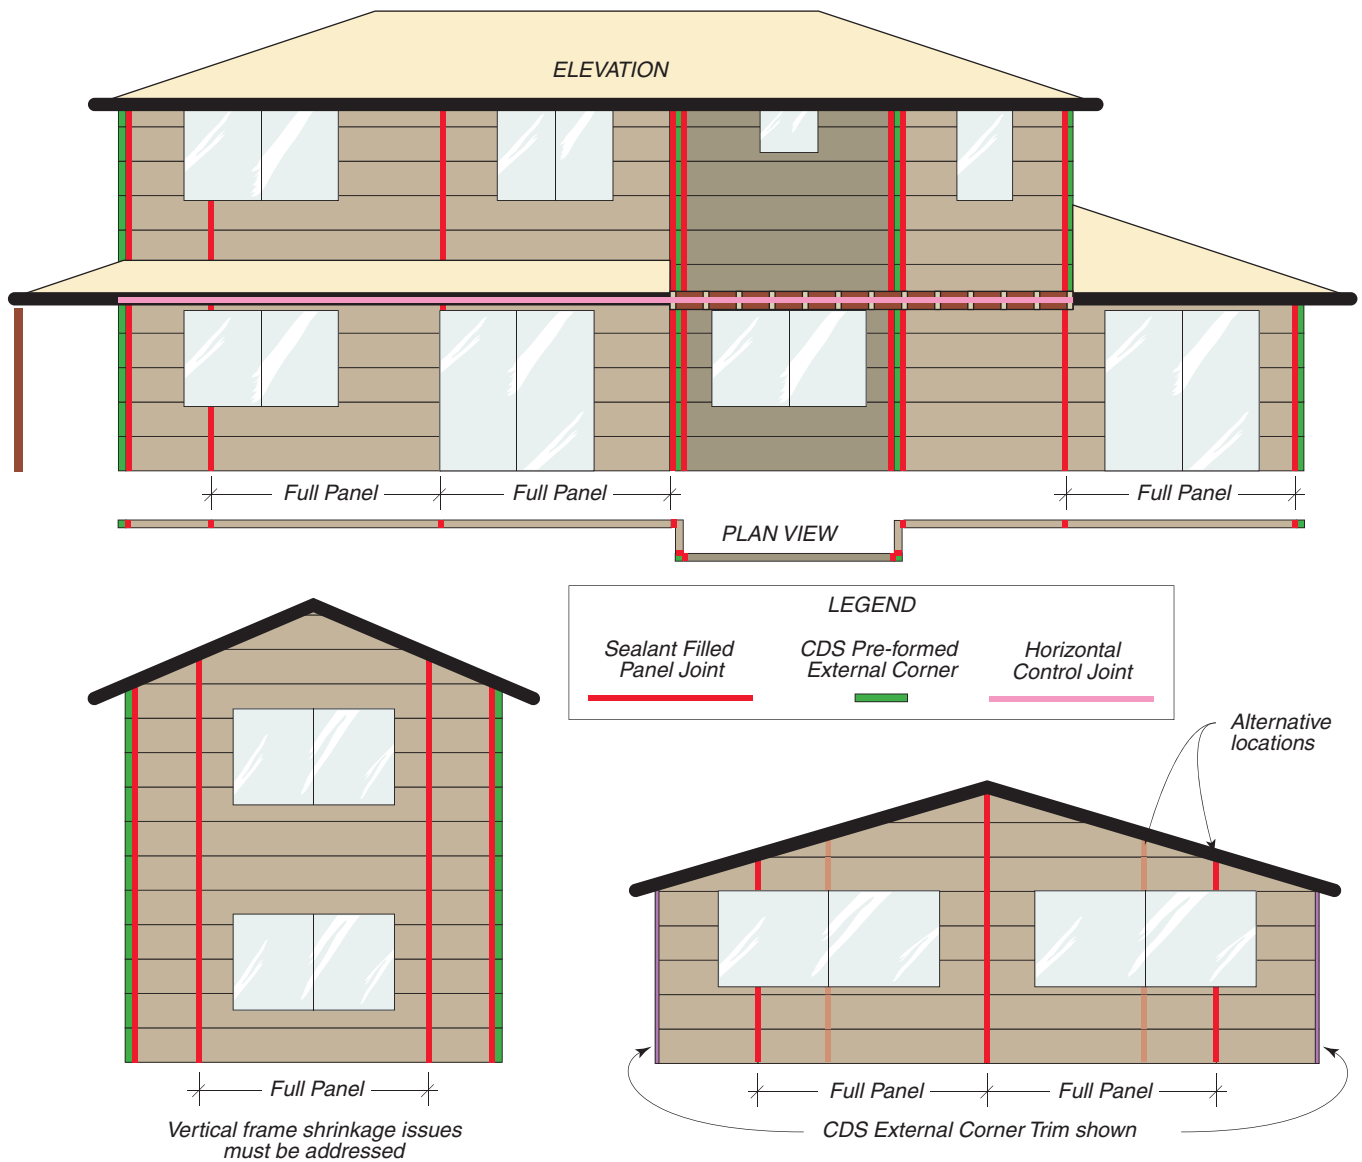 ELEVATION
Full Panel
Full Panel
Full Panel
PLAN VIEW
LEGEND
Sealant Filled
Panel Joint
CDS Pre-formed
External Corner
Horizontal
Control Joint
Alternative
locations
Full Panel
Vertical frame shrinkage issues
must be addressed
Full Panel
Full Panel
CDS External Corner Trim shown